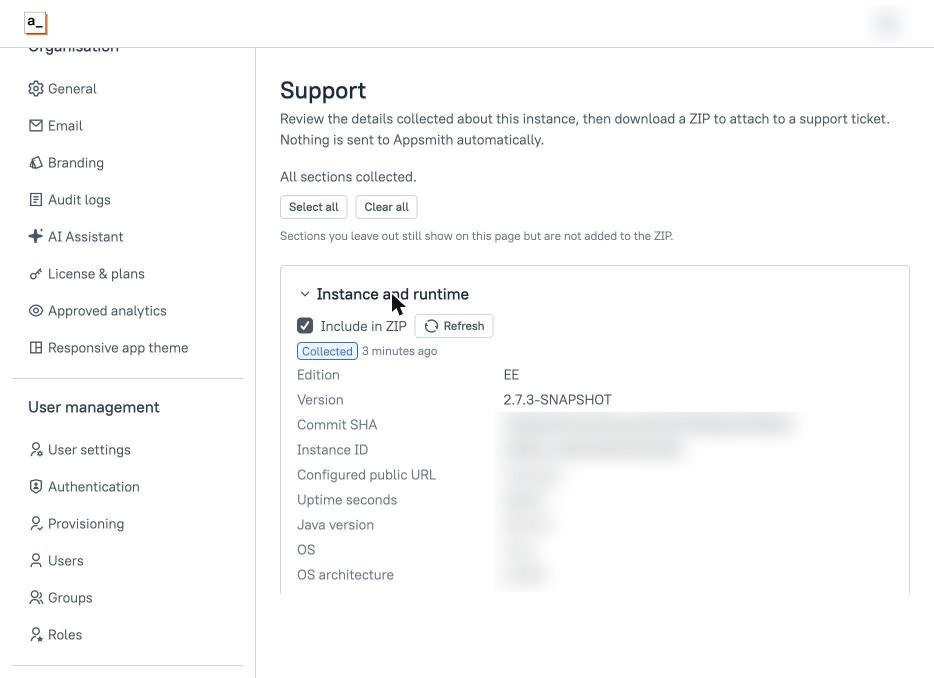 a_
Organisation
General
Email
Branding
Audit logs
AI Assistant
License & plans
Approved analytics
Responsive app theme
User management
User settings
Authentication
Provisioning
Users
Groups
Roles
Support
Review the details collected about this instance, then download a ZIP to attach to a support ticket.
Nothing is sent to Appsmith automatically.
All sections collected.
Select all Clear all
Sections you leave out still show on this page but are not added to the ZIP.
Instance and runtime
Include in ZIP Refresh
Collected 3 minutes ago
Edition EE
Version 2.7.3-SNAPSHOT
Commit SHA
Instance ID
Configured public URL
Uptime seconds
Java version
OS
OS architecture